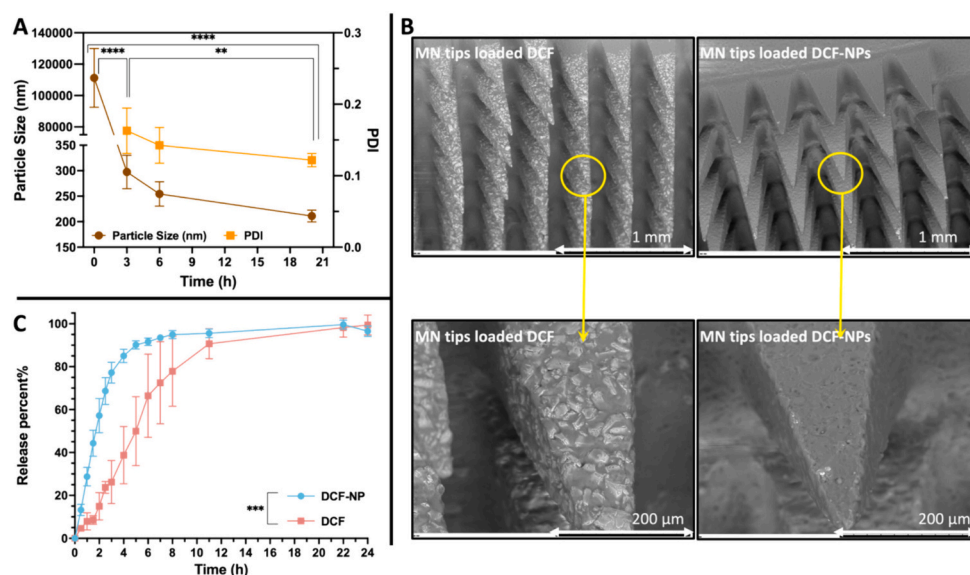 A
****
****
**
140000
120000
100000
80000
350
300
250
200
150
Particle Size (nm)
0.3
0.2
0.1
0.0
PDI
Particle Size (nm)
PDI
0 3 6 9 12 15 18 21
Time (h)
B
MN tips loaded DCF
MN tips loaded DCF-NPs
1 mm
1 mm
MN tips loaded DCF
MN tips loaded DCF-NPs
200 μm
200 μm
C
100
80
60
40
20
0
Release percent%
***
DCF-NP
DCF
0 2 4 6 8 10 12 14 16 18 20 22 24
Time (h)